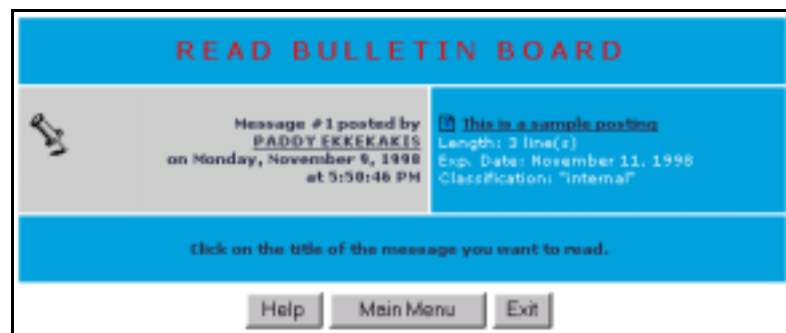 READ BULLETIN BOARD
Message #1 posted by
PADDY EKKEKAKIS
on Monday, November 9, 1998
at 5:50:46 PM
This is a sample posting
Length: 3 line(s)
Exp. Date: November 11, 1998
Classification: "internal"
Click on the title of the message you want to read.
Help Main Menu Exit